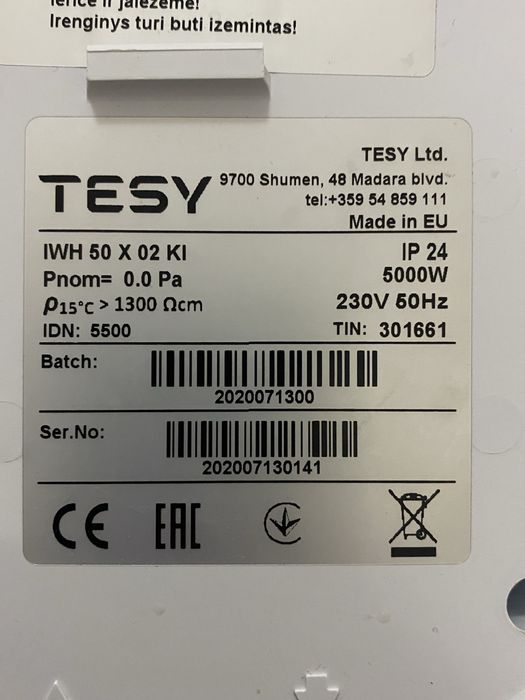 Irenginys turi buti izemintas!
TESY Ltd.
TESY 9700 Shumen, 48 Madara blvd.
tel:+359 54 859 111
Made in EU
IWH 50 X 02 KI IP 24
Pnom= 0.0 Pa 5000W
ρ15°C > 1300 Ωcm 230V 50Hz
IDN: 5500 TIN: 301661
Batch:
2020071300
Ser.No:
202007130141
CE EAC